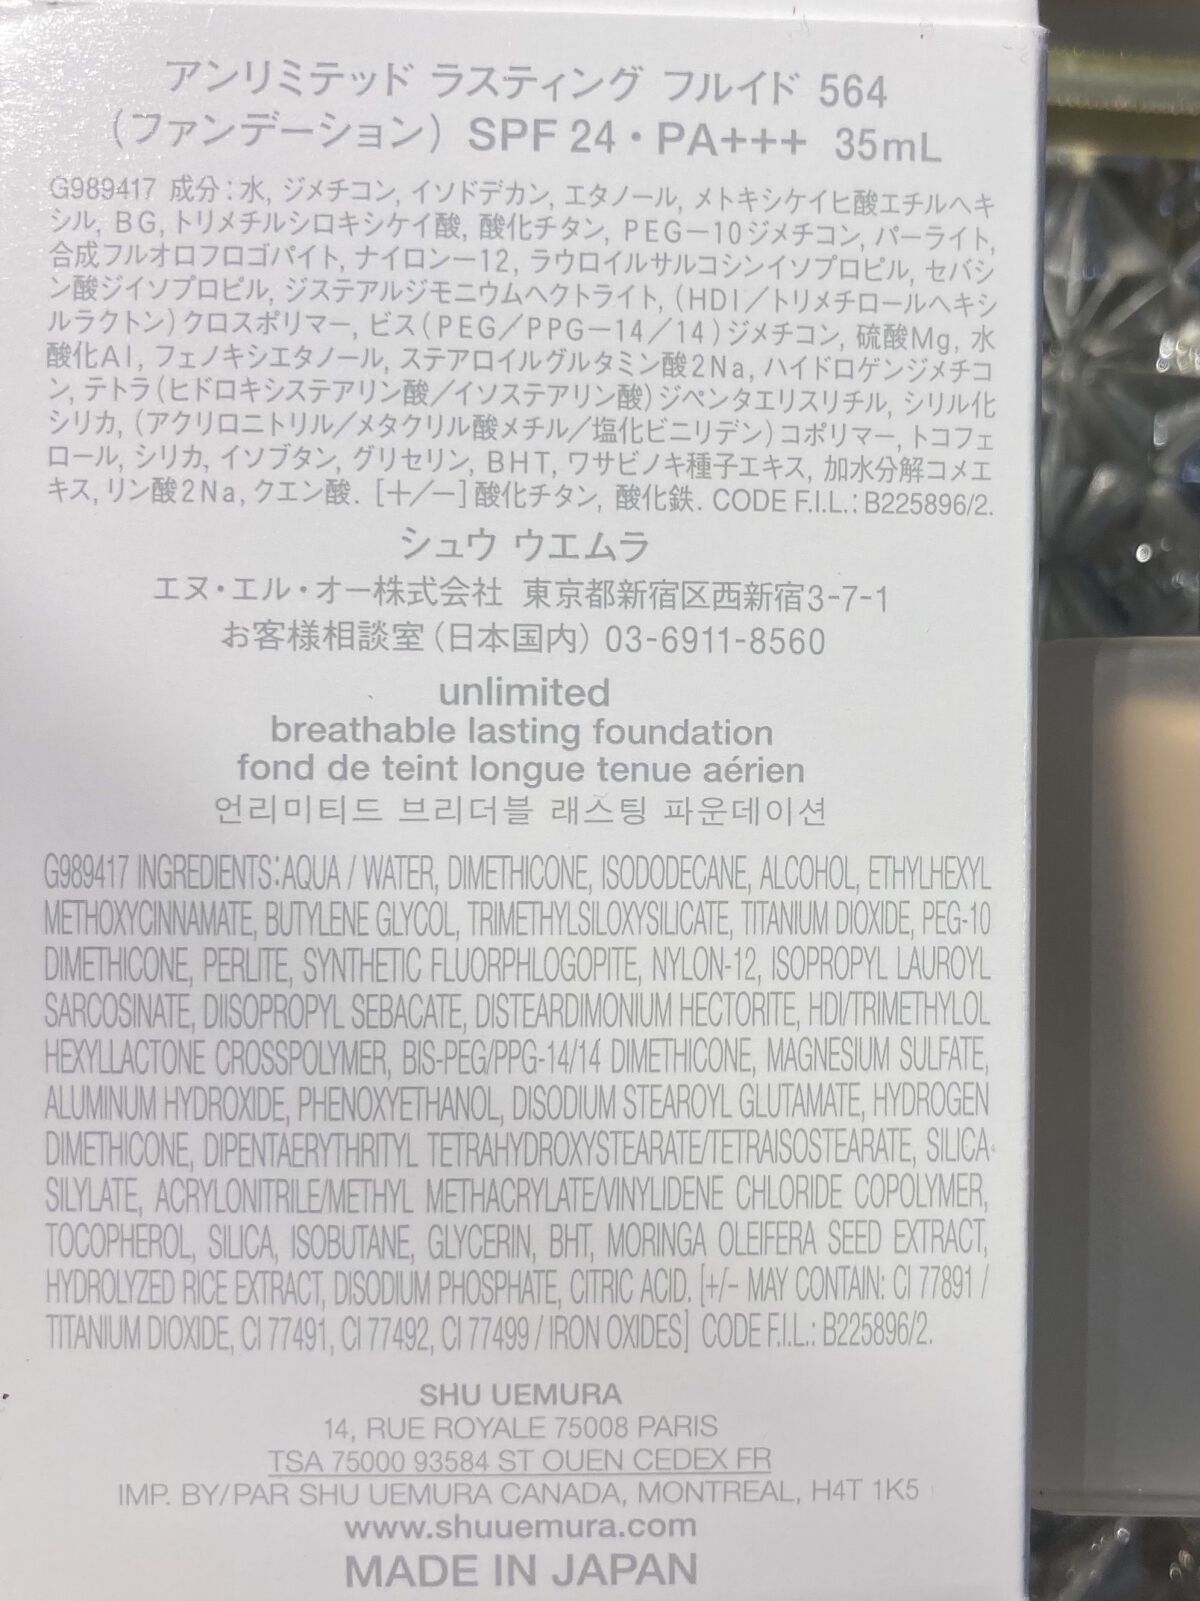 アンリミテッド ラスティング フルイド 564
(ファンデーション) SPF 24・PA+++ 35mL
G989417 成分:水, ジメチコン, イソドデカン, エタノール, メトキシケイヒ酸エチルヘキ
シル, BG, トリメチルシロキシケイ酸, 酸化チタン, PEG－10ジメチコン, パーライト,
合成フルオロフロゴパイト, ナイロン－12, ラウロイルサルコシンイソプロピル, セバシ
ン酸ジイソプロピル, ジステアルジモニウムヘクトライト, (HDI／トリメチロールヘキシ
ルラクトン)クロスポリマー, ビス(PEG／PPG－14／14)ジメチコン, 硫酸Mg, 水
酸化Al, フェノキシエタノール, ステアロイルグルタミン酸2Na, ハイドロゲンジメチコ
ン, テトラ(ヒドロキシステアリン酸／イソステアリン酸)ジペンタエリスリチル, シリル化
シリカ, (アクリロニトリル／メタクリル酸メチル／塩化ビニリデン)コポリマー, トコフェ
ロール, シリカ, イソブタン, グリセリン, BHT, ワサビノキ種子エキス, 加水分解コメエ
キス, リン酸2Na, クエン酸. [＋／－]酸化チタン, 酸化鉄. CODE F.I.L.: B225896/2.
シュウ ウエムラ
エヌ・エル・オー株式会社 東京都新宿区西新宿3-7-1
お客様相談室(日本国内) 03-6911-8560
unlimited
breathable lasting foundation
fond de teint longue tenue aérien
언리미티드 브리더블 래스팅 파운데이션
G989417 INGREDIENTS: AQUA / WATER, DIMETHICONE, ISODODECANE, ALCOHOL, ETHYLHEXYL
METHOXYCINNAMATE, BUTYLENE GLYCOL, TRIMETHYLSILOXYSILICATE, TITANIUM DIOXIDE, PEG-10
DIMETHICONE, PERLITE, SYNTHETIC FLUORPHLOGOPITE, NYLON-12, ISOPROPYL LAUROYL
SARCOSINATE, DIISOPROPYL SEBACATE, DISTEARDIMONIUM HECTORITE, HDI/TRIMETHYLOL
HEXYLLACTONE CROSSPOLYMER, BIS-PEG/PPG-14/14 DIMETHICONE, MAGNESIUM SULFATE,
ALUMINUM HYDROXIDE, PHENOXYETHANOL, DISODIUM STEAROYL GLUTAMATE, HYDROGEN
DIMETHICONE, DIPENTAERYTHRITYL TETRAHYDROXYSTEARATE/TETRAISOSTEARATE, SILICA
SILYLATE, ACRYLONITRILE/METHYL METHACRYLATE/VINYLIDENE CHLORIDE COPOLYMER,
TOCOPHEROL, SILICA, ISOBUTANE, GLYCERIN, BHT, MORINGA OLEIFERA SEED EXTRACT,
HYDROLYZED RICE EXTRACT, DISODIUM PHOSPHATE, CITRIC ACID. [+/- MAY CONTAIN: CI 77891 /
TITANIUM DIOXIDE, CI 77491, CI 77492, CI 77499 / IRON OXIDES] CODE F.I.L.: B225896/2.
SHU UEMURA
14, RUE ROYALE 75008 PARIS
TSA 75000 93584 ST OUEN CEDEX FR
IMP. BY/PAR SHU UEMURA CANADA, MONTREAL, H4T 1K5
www.shuuemura.com
MADE IN JAPAN